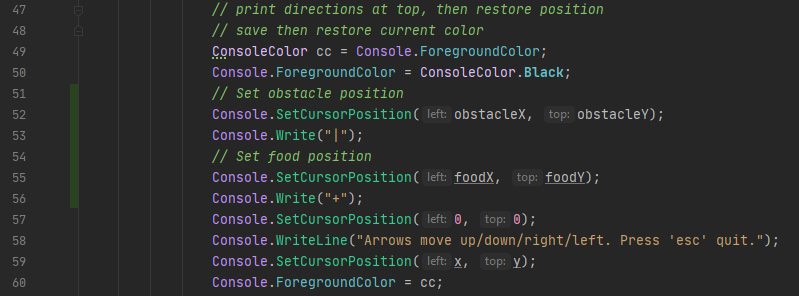 47 // print directions at top, then restore position
48 // save then restore current color
49 ConsoleColor cc = Console.ForegroundColor;
50 Console.ForegroundColor = ConsoleColor.Black;
51 // Set obstacle position
52 Console.SetCursorPosition( left: obstacleX, top: obstacleY);
53 Console.Write("|");
54 // Set food position
55 Console.SetCursorPosition( left: foodX, top: foodY);
56 Console.Write("+");
57 Console.SetCursorPosition( left: 0, top: 0);
58 Console.WriteLine("Arrows move up/down/right/left. Press 'esc' quit.");
59 Console.SetCursorPosition( left: x, top: y);
60 Console.ForegroundColor = cc;